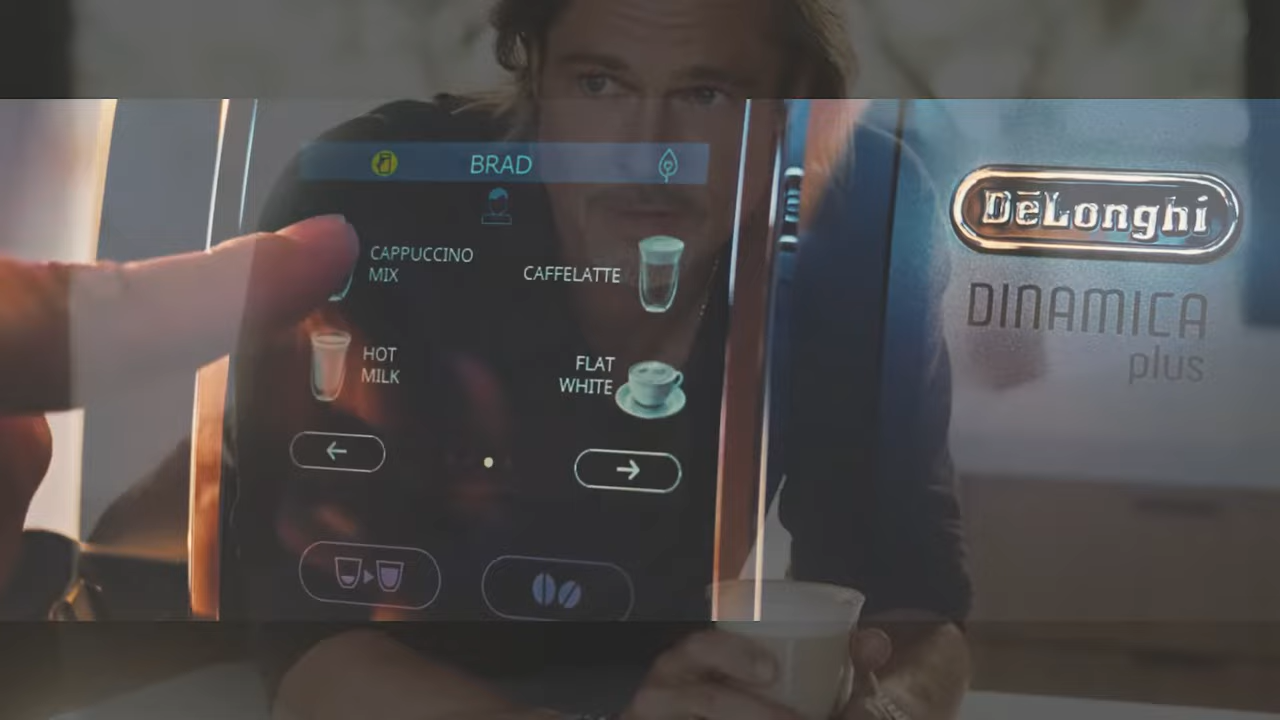 BRAD
CAPPUCCINO
MIX
CAFFELATTE
HOT
MILK
FLAT
WHITE
DēLonghi
DINAMICA
plus